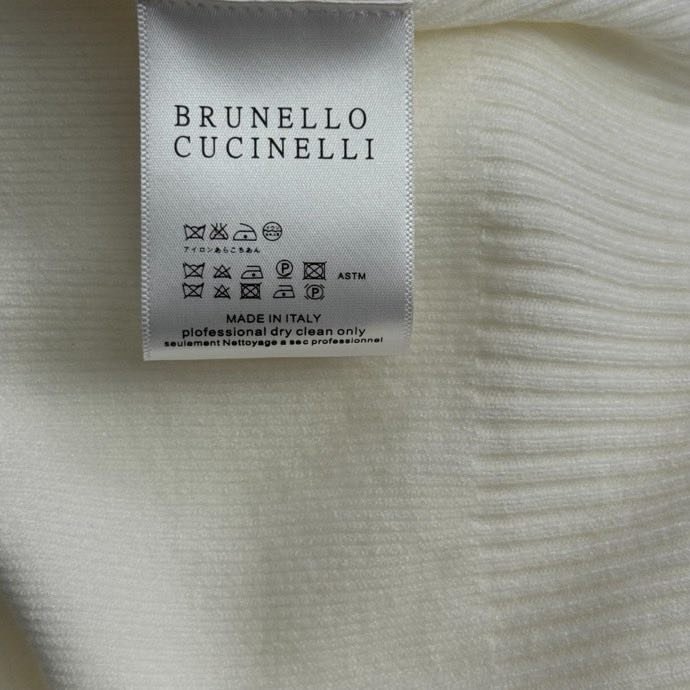 BRUNELLO
CUCINELLI
アイロンあらこちあん
ASTM
MADE IN ITALY
plofessional dry clean only
seulement Nettoyage a sec professionnel